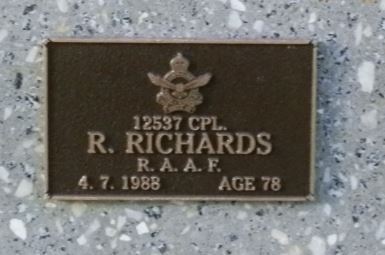 12537 CPL.
R. RICHARDS
R. A. A. F.
4. 7. 1988 AGE 78